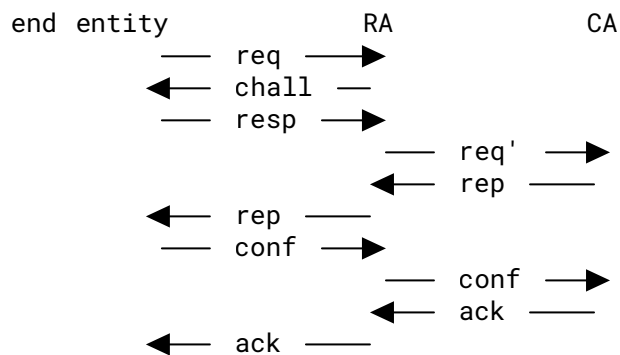 end entity RA CA
req
chall
resp
req'
rep
rep
conf
conf
ack
ack